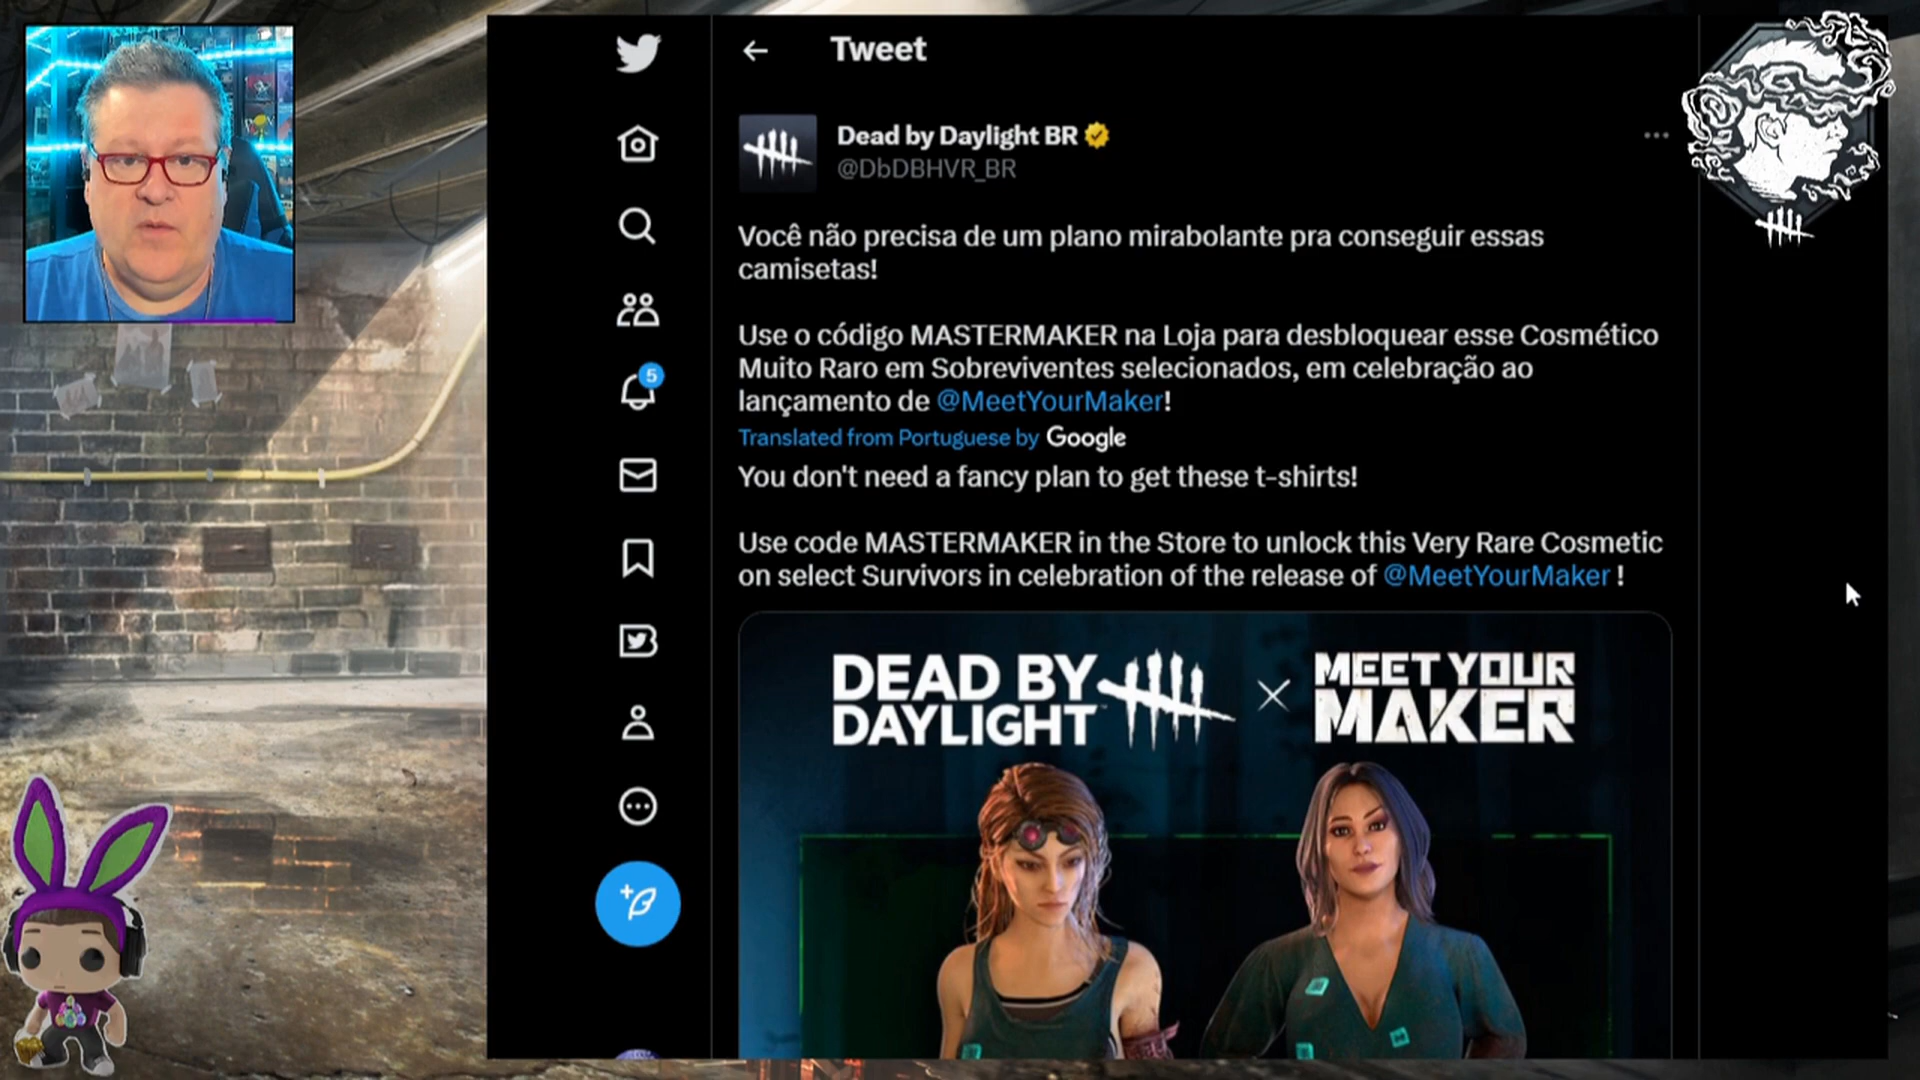 Tweet
Dead by Daylight BR
@DbDBHVR_BR
Você não precisa de um plano mirabolante pra conseguir essas
camisetas!
Use o código MASTERMAKER na Loja para desbloquear esse Cosmético
Muito Raro em Sobreviventes selecionados, em celebração ao
lançamento de @MeetYourMaker!
Translated from Portuguese by Google
You don't need a fancy plan to get these t-shirts!
Use code MASTERMAKER in the Store to unlock this Very Rare Cosmetic
on select Survivors in celebration of the release of @MeetYourMaker !
5
DEAD BY
DAYLIGHT
MEET YOUR
MAKER